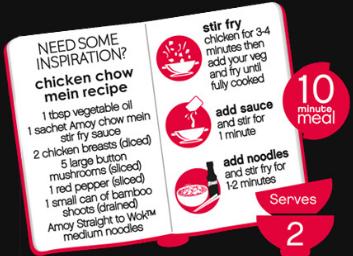 NEED SOME
INSPIRATION?
chicken chow
mein recipe
1 tbsp vegetable oil
1 sachet Amoy chow mein
stir fry sauce
2 chicken breasts (diced)
5 large button
mushrooms (sliced)
1 red pepper (sliced)
1 small can of bamboo
shoots (drained)
Amoy Straight to Wok™
medium noodles
stir fry
chicken for 3-4
minutes then
add your veg
and fry until
fully cooked
add sauce
and stir for
1 minute
add noodles
and stir fry for
1-2 minutes
10
minute
meal
Serves
2